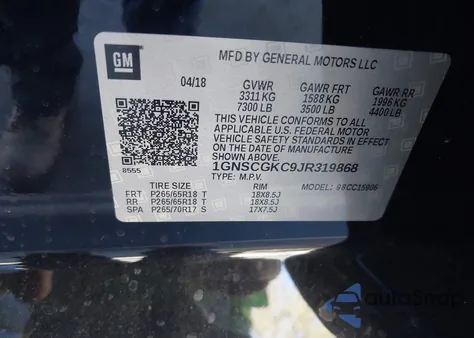 GM
MFD BY GENERAL MOTORS LLC
04/18 GVWR GAWR FRT GAWR RR
3311 KG 1588 KG 1996 KG
7300 LB 3500 LB 4400 LB
THIS VEHICLE CONFORMS TO ALL
APPLICABLE U.S. FEDERAL MOTOR
VEHICLE SAFETY STANDARDS IN EFFECT
ON THE DATE OF MANUFACTURE
SHOWN ABOVE.
8555
1GNSCGKC9JR319868
TYPE: M.P.V. MODEL:
TIRE SIZE RIM
FRT P265/65R18 T 18X8.5J
RR P265/65R18 T 18X8.5J
SPA P265/70R17 S 17X7.5J
autoSnap